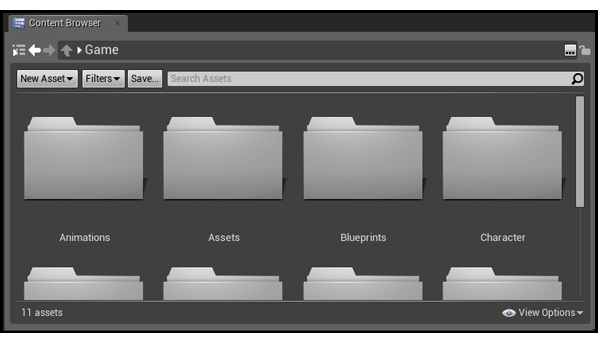 Content Browser
Game
New Asset Filters Save... Search Assets
Animations Assets Blueprints Character
11 assets View Options